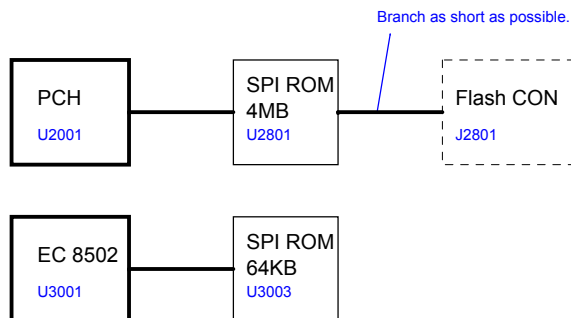 Branch as short as possible.
PCH
U2001
SPI ROM
4MB
U2801
Flash CON
J2801
EC 8502
U3001
SPI ROM
64KB
U3003